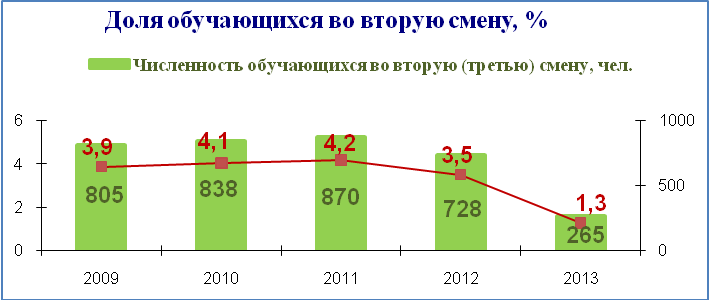 Доля обучающихся во вторую смену, %
Численность обучающихся во вторую (третью) смену, чел.
6 1000
3,9 4,1 4,2 3,5 1,3
4
805 838 870 728 265
500
2
0 0
2009 2010 2011 2012 2013